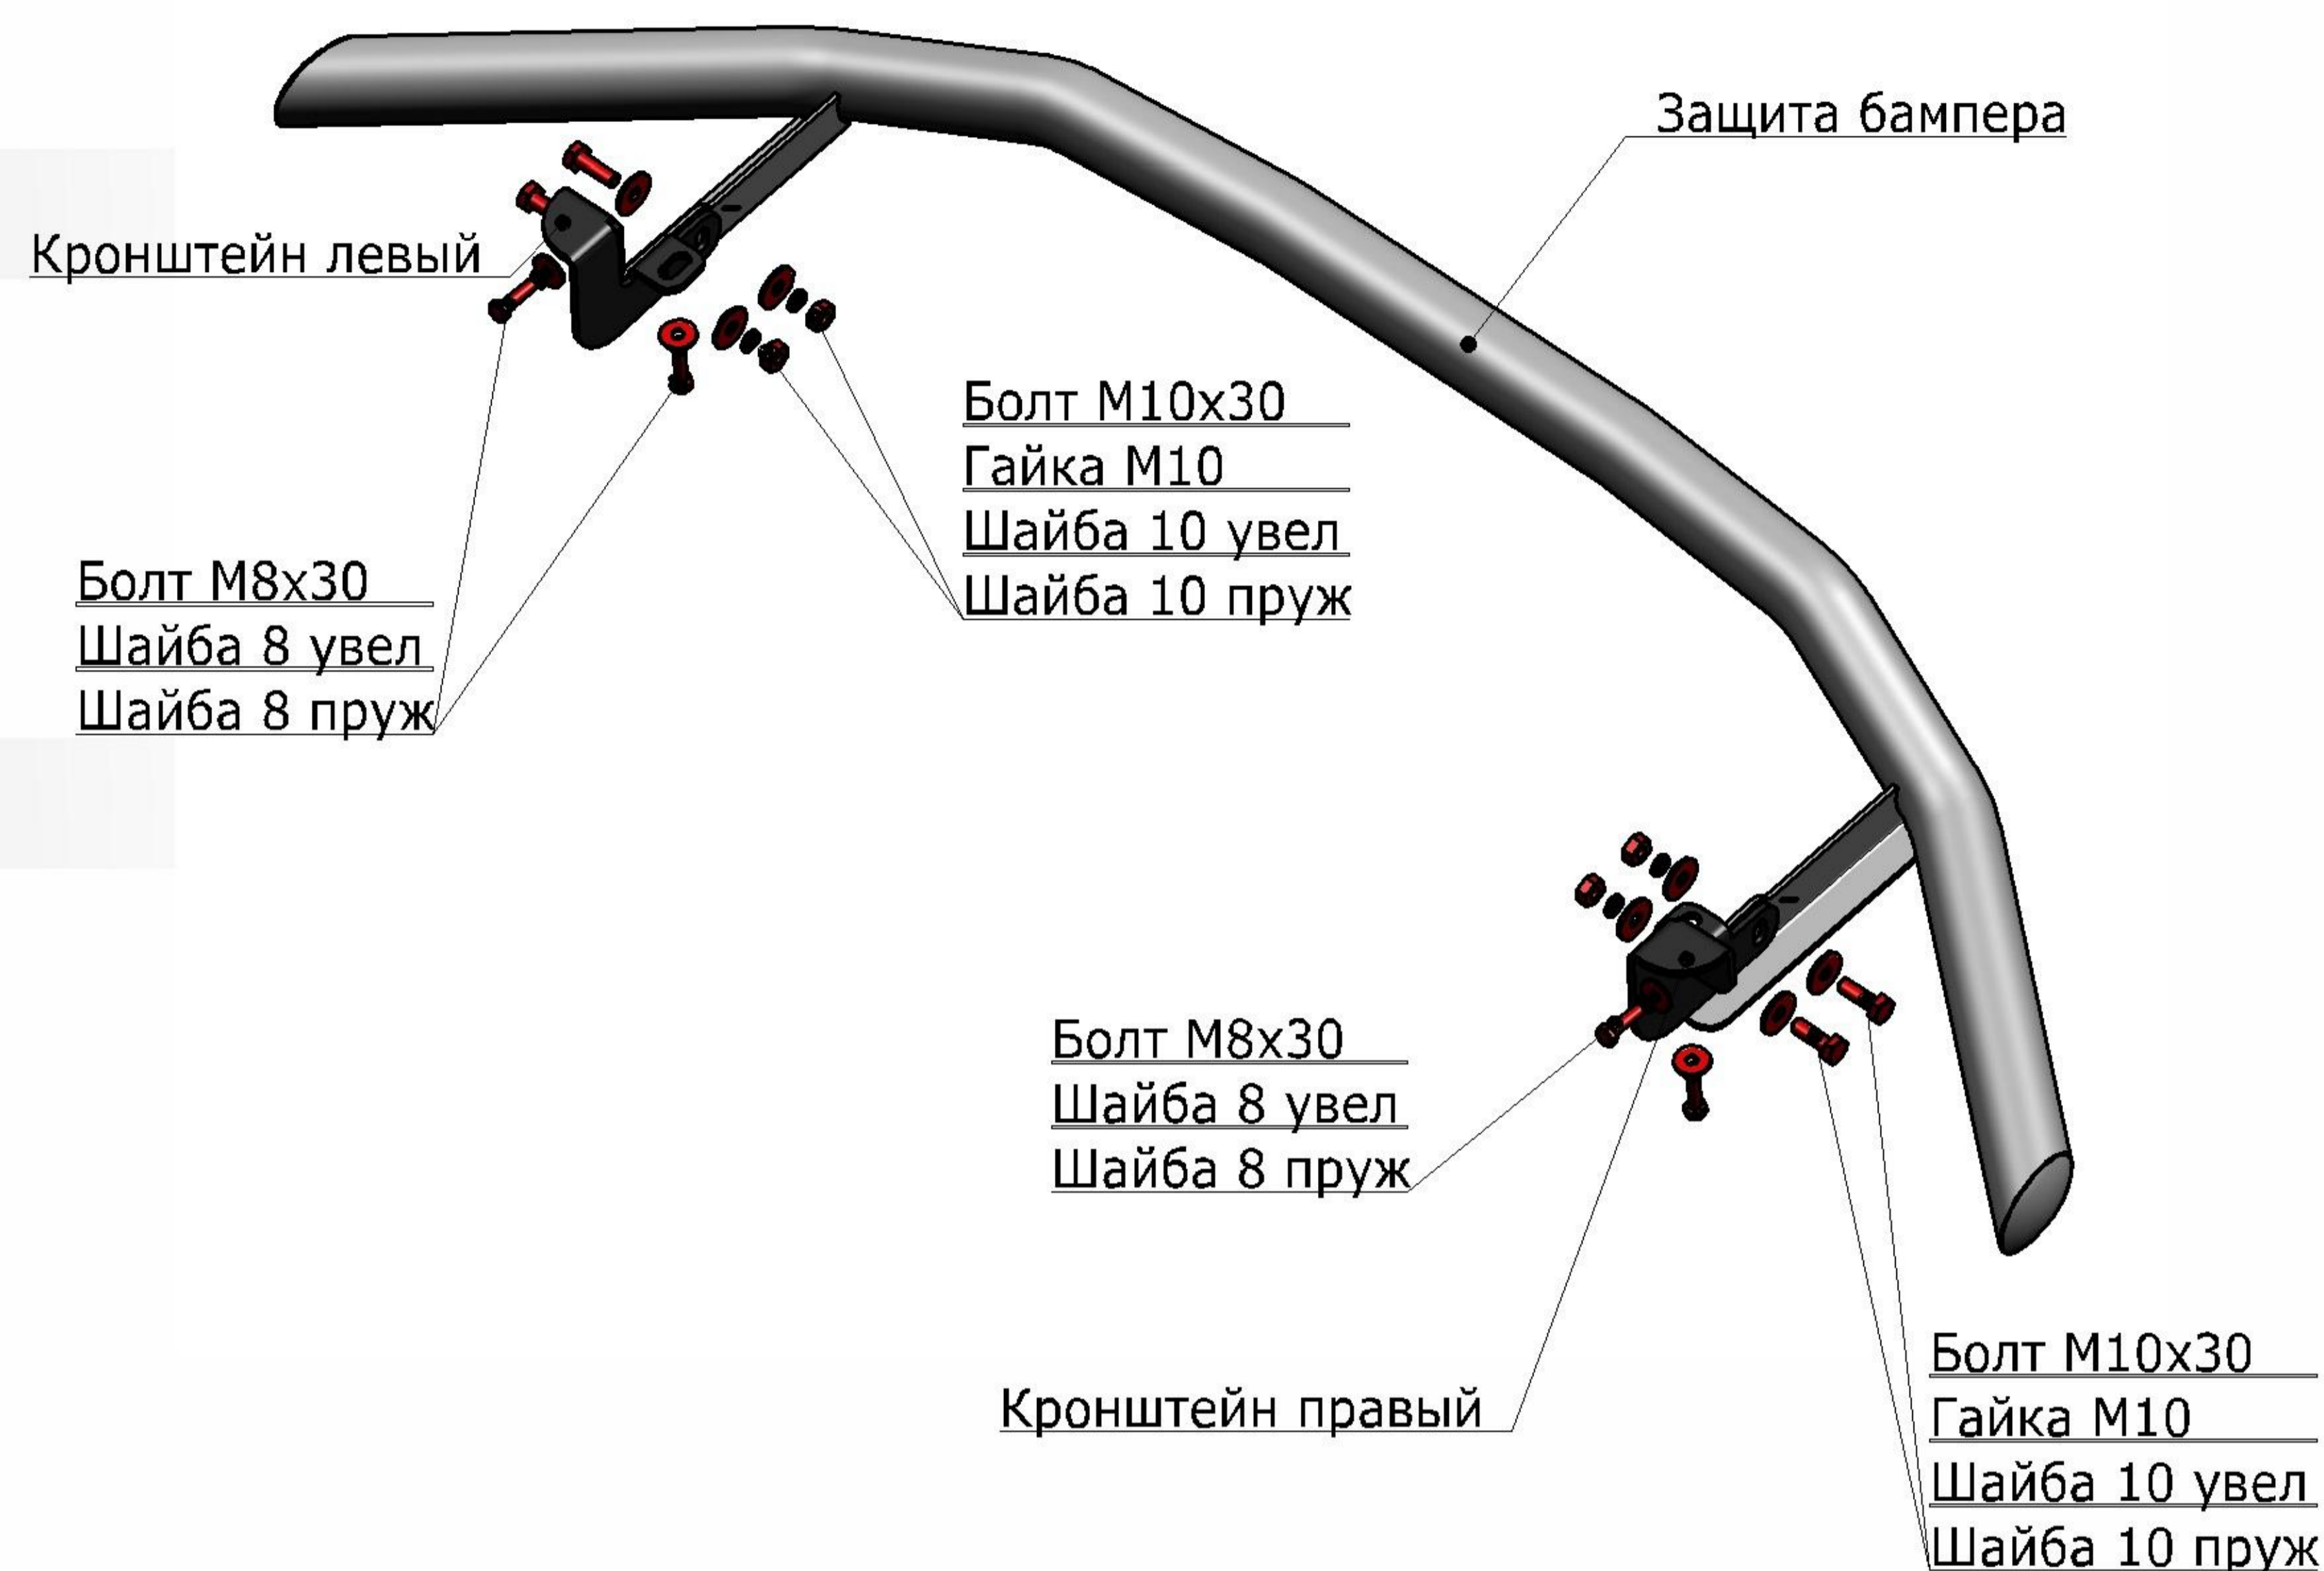 Защита бампера
Кронштейн левый
Болт М10х30
Гайка М10
Шайба 10 увел
Шайба 10 пруж
Болт М8х30
Шайба 8 увел
Шайба 8 пруж
Болт М8х30
Шайба 8 увел
Шайба 8 пруж
Кронштейн правый
Болт М10х30
Гайка М10
Шайба 10 увел
Шайба 10 пруж